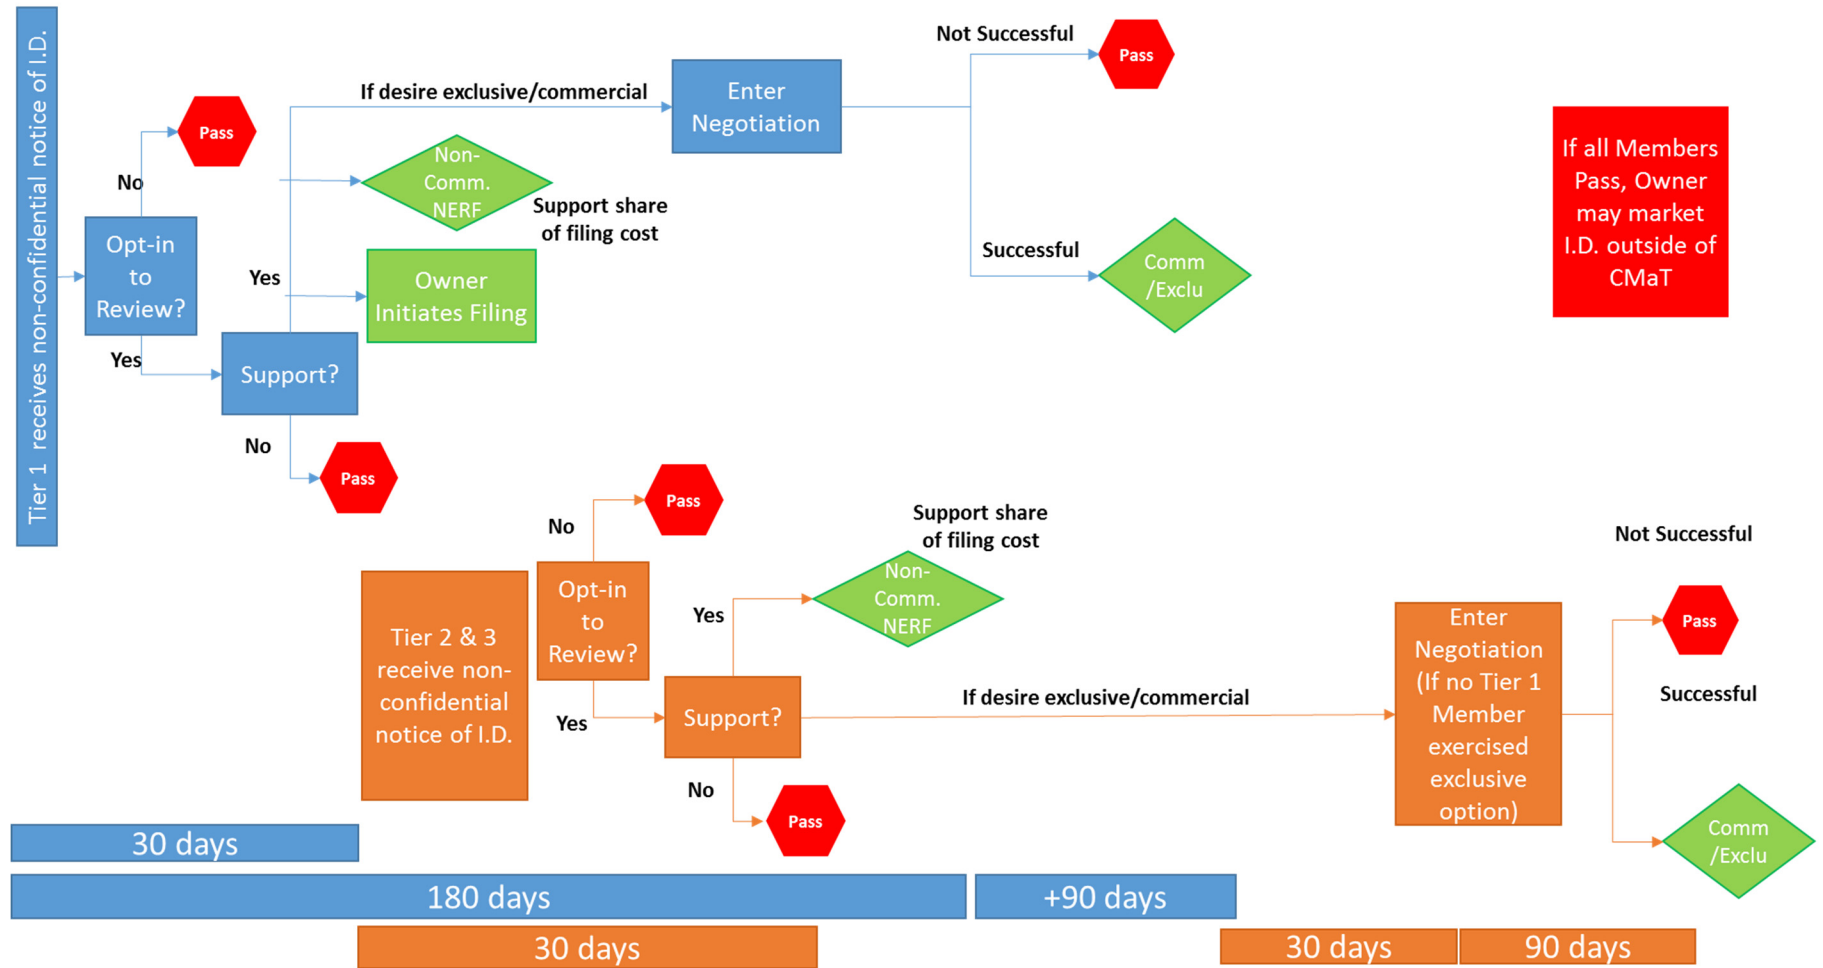 Tier 1 receives non-confidential notice of I.D.
Opt-in
to
Review?
No
Pass
Yes
Support?
No
Pass
Yes
If desire exclusive/commercial
Non-
Comm.
NERF
Support share
of filing cost
Owner
Initiates Filing
Enter
Negotiation
Not Successful
Pass
Successful
Comm
/Exclu
If all Members
Pass, Owner
may market
I.D. outside of
CMaT
Tier 2 & 3
receive non-
confidential
notice of I.D.
Opt-in
to
Review?
No
Pass
Yes
Support?
Yes
Support share
of filing cost
Non-
Comm.
NERF
No
Pass
If desire exclusive/commercial
Enter
Negotiation
(If no Tier 1
Member
exercised
exclusive
option)
Not Successful
Pass
Successful
Comm
/Exclu
30 days
180 days
+90 days
30 days
30 days
90 days